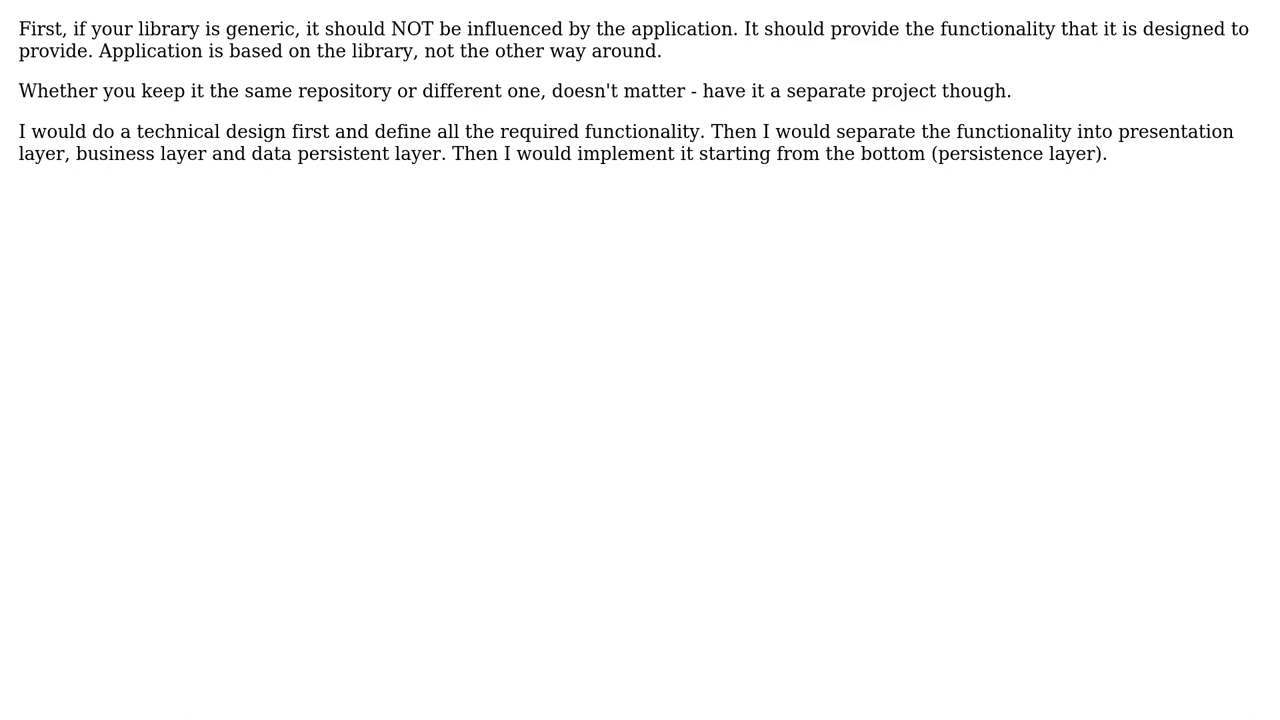 First, if your library is generic, it should NOT be influenced by the application. It should provide the functionality that it is designed to
provide. Application is based on the library, not the other way around.
Whether you keep it the same repository or different one, doesn't matter - have it a separate project though.
I would do a technical design first and define all the required functionality. Then I would separate the functionality into presentation
layer, business layer and data persistent layer. Then I would implement it starting from the bottom (persistence layer).